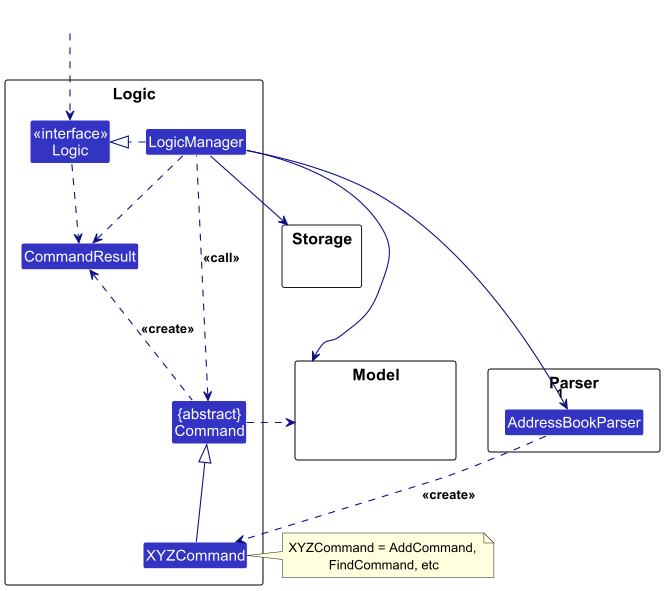 Logic
«interface»
Logic
LogicManager
CommandResult
Storage
«call»
«create»
Model
Parser
1
{abstract}
Command
AddressBookParser
«create»
XYZCommand
XYZCommand = AddCommand,
FindCommand, etc